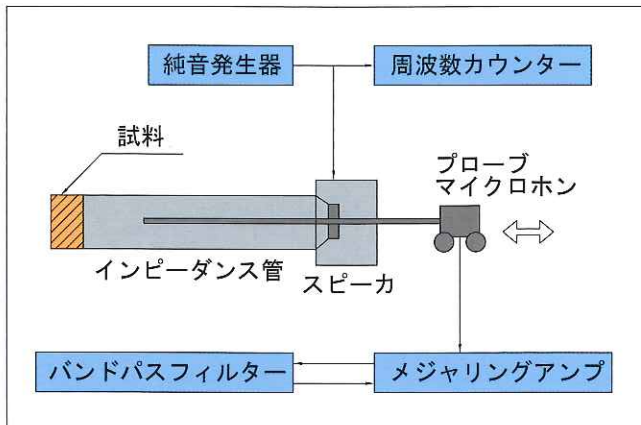 純音発生器
周波数カウンター
試料
プローブ
マイクロホン
インピーダンス管
スピーカ
バンドパスフィルター
メジャリングアンプ